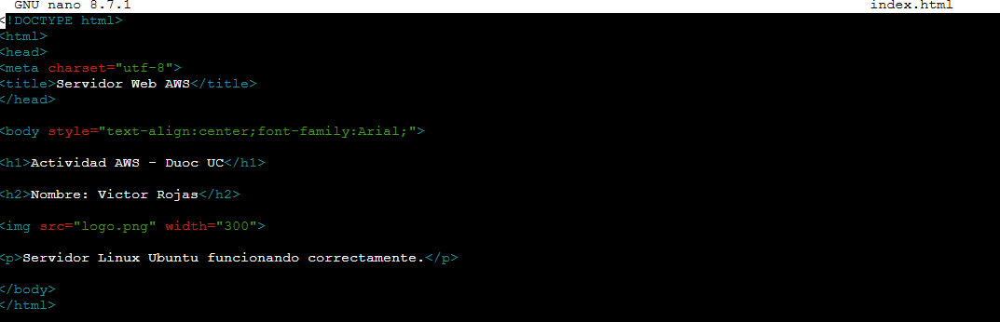 GNU nano 8.7.1 index.html
<!DOCTYPE html>
<html>
<head>
<meta charset="utf-8">
<title>Servidor Web AWS</title>
</head>
<body style="text-align:center;font-family:Arial;">
<h1>Actividad AWS - Duoc UC</h1>
<h2>Nombre: Victor Rojas</h2>
<img src="logo.png" width="300">
<p>Servidor Linux Ubuntu funcionando correctamente.</p>
</body>
</html>